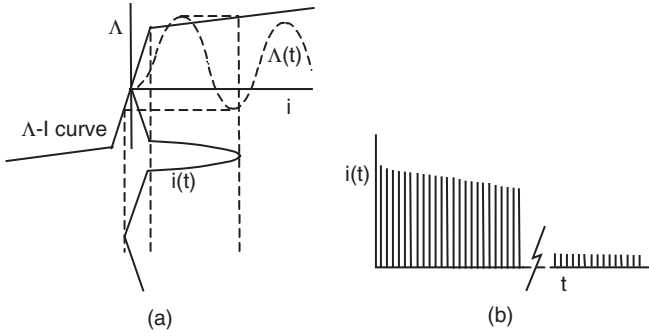 Λ
Λ(t)
i
Λ-I curve
i(t)
(a)
i(t)
t
(b)